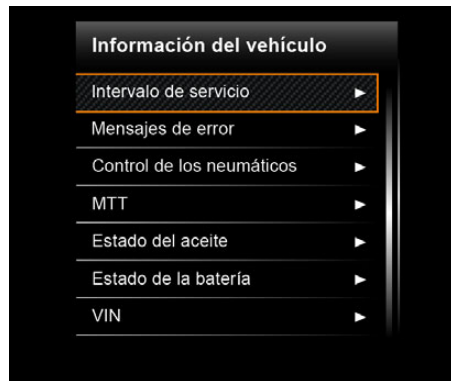 Información del vehículo
Intervalo de servicio
Mensajes de error
Control de los neumáticos
MTT
Estado del aceite
Estado de la batería
VIN